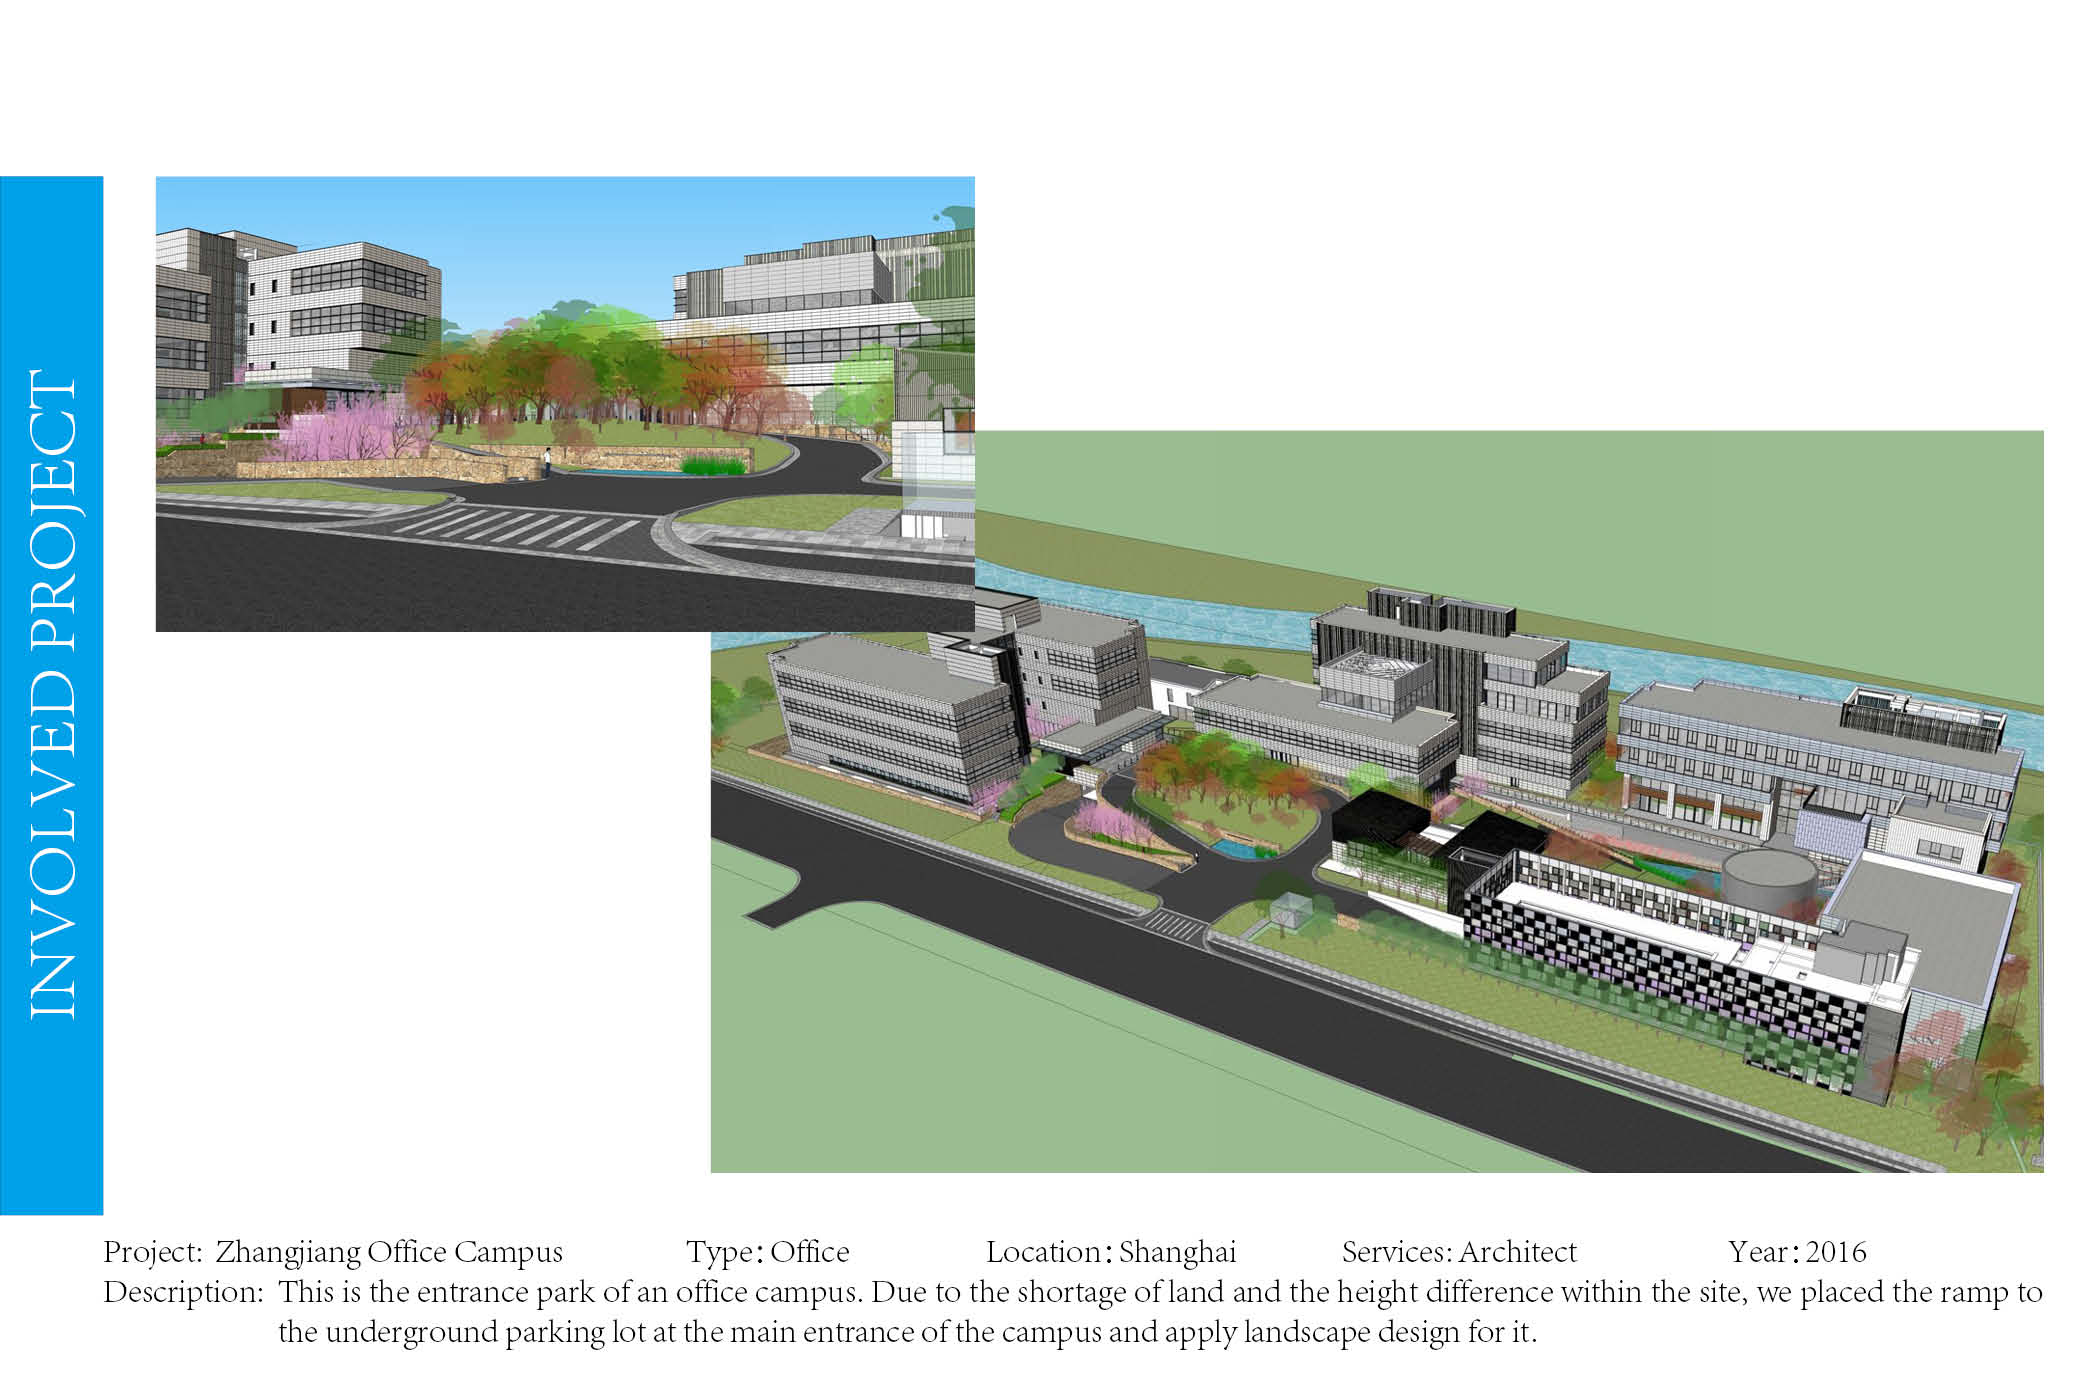 INVOLVED PROJECT
Project: Zhangjiang Office Campus Type: Office Location: Shanghai Services: Architect Year: 2016
Description: This is the entrance park of an office campus. Due to the shortage of land and the height difference within the site, we placed the ramp to
the underground parking lot at the main entrance of the campus and apply landscape design for it.